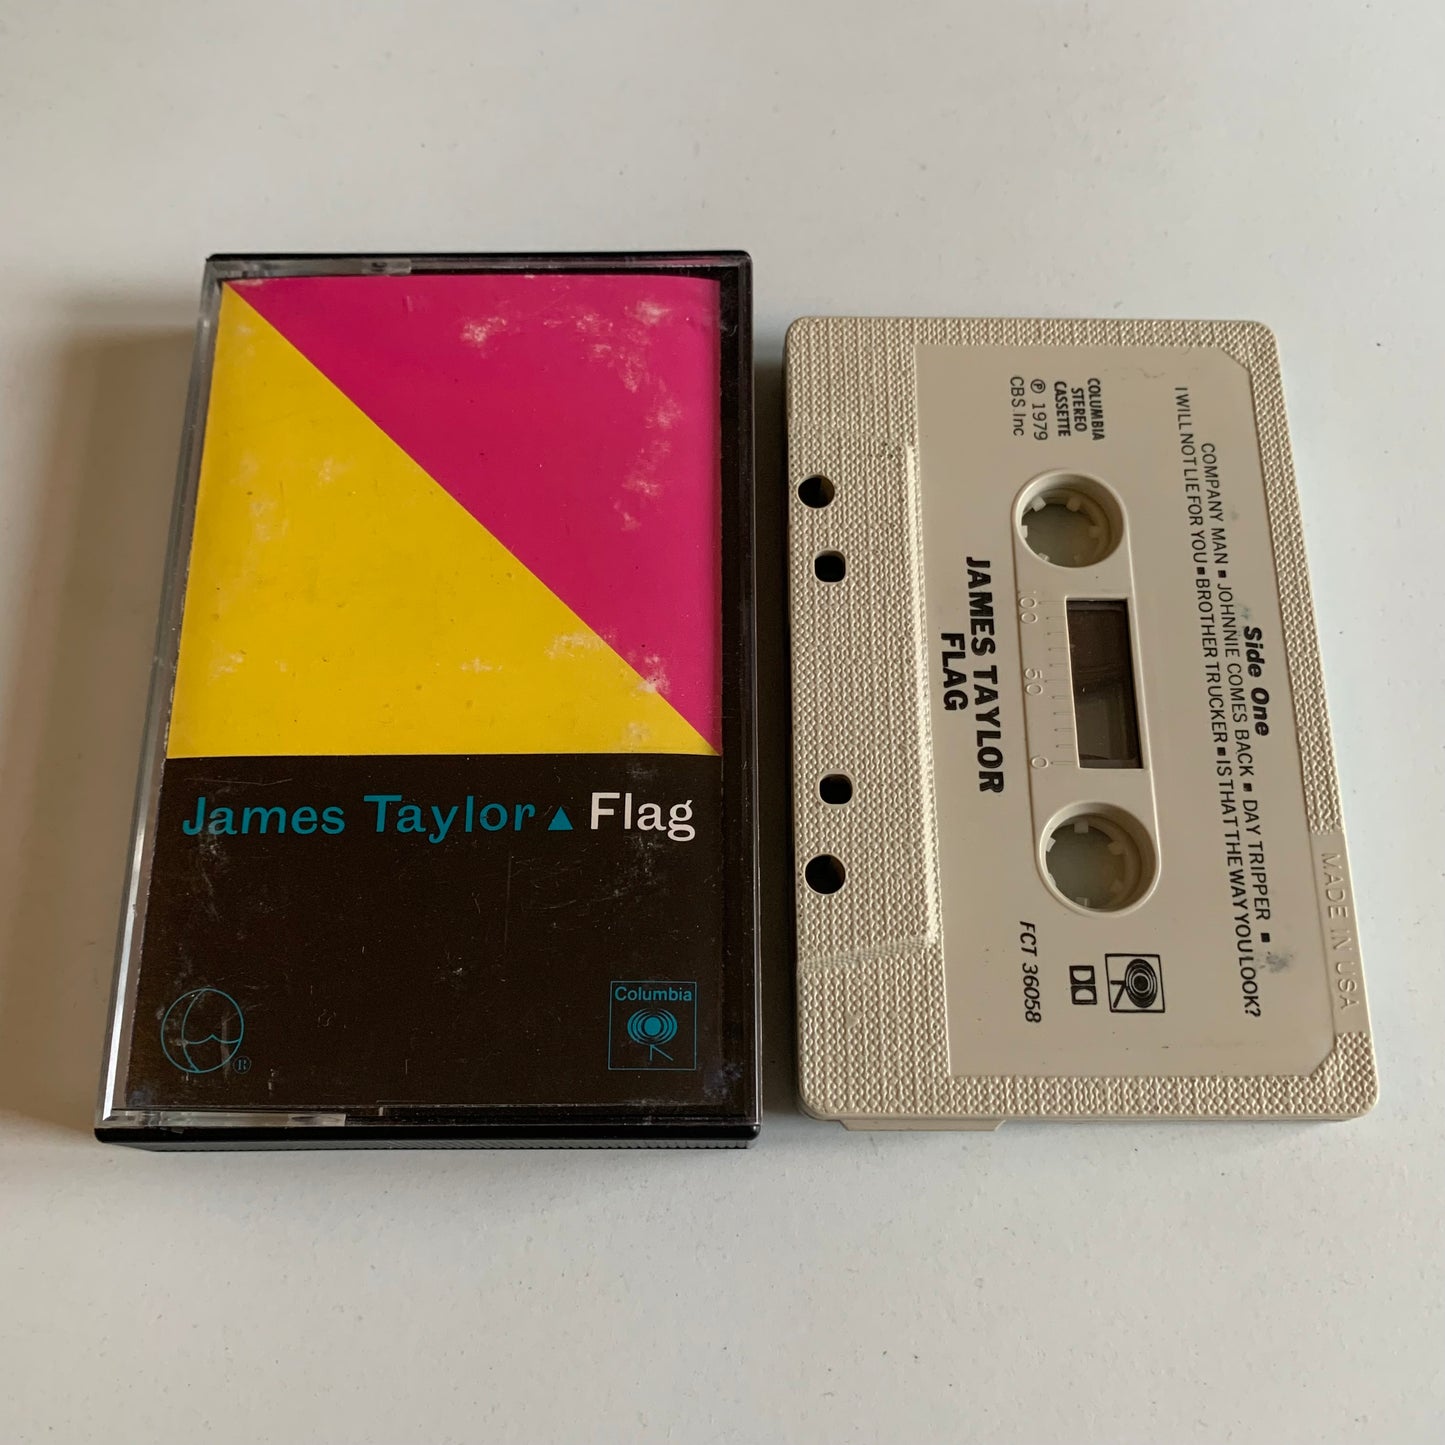 James Taylor ▲ Flag
®
Columbia
Side One
COMPANY MAN ■ JOHNNIE COMES BACK ■ DAY TRIPPER ■
I WILL NOT LIE FOR YOU ■ BROTHER TRUCKER ■ IS THAT THE WAY YOU LOOK?
COLUMBIA
STEREO
CASSETTE
℗ 1979
CBS Inc
100 50 0
JAMES TAYLOR
FLAG
FCT 36058
MADE IN USA